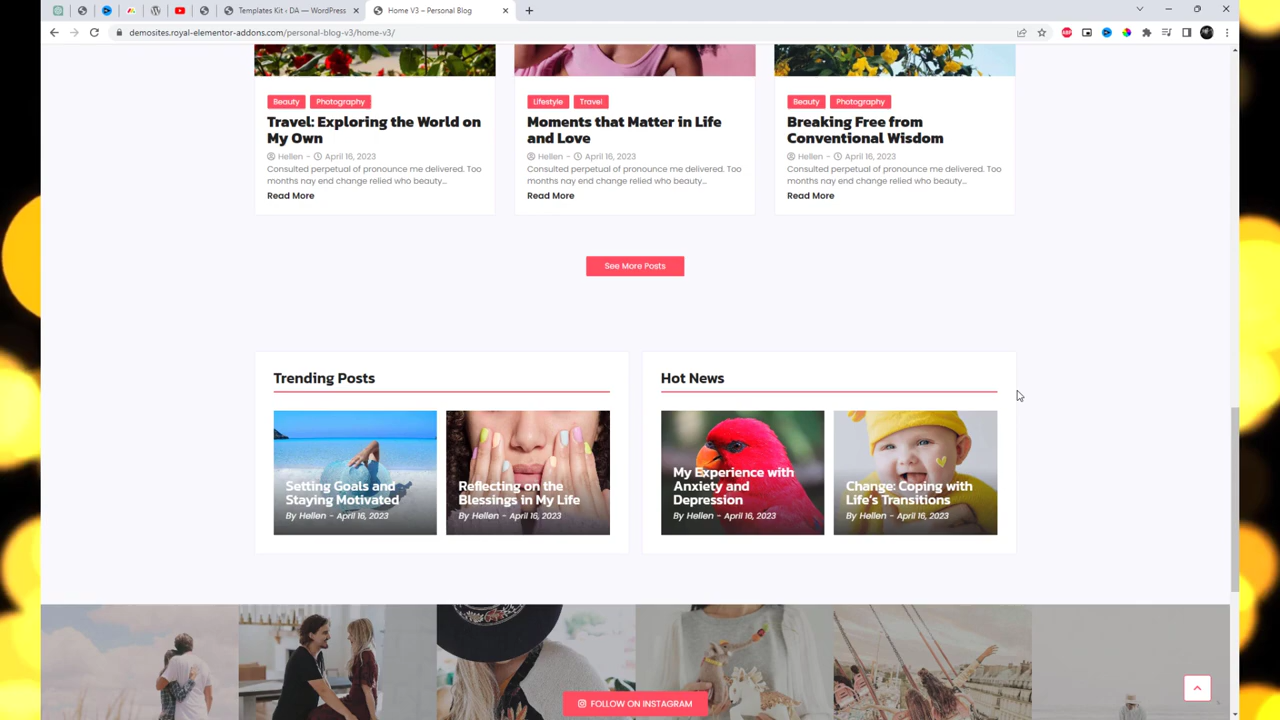 Templates Kit ‹ DA — WordPress
Home V3 – Personal Blog
demosites.royal-elementor-addons.com/personal-blog-v3/home-v3/
Beauty Photography
Travel: Exploring the World on
My Own
Hellen – April 16, 2023
Consulted perpetual of pronounce me delivered. Too
months nay end change relied who beauty...
Read More
Lifestyle Travel
Moments that Matter in Life
and Love
Hellen – April 16, 2023
Consulted perpetual of pronounce me delivered. Too
months nay end change relied who beauty...
Read More
Beauty Photography
Breaking Free from
Conventional Wisdom
Hellen – April 16, 2023
Consulted perpetual of pronounce me delivered. Too
months nay end change relied who beauty...
Read More
See More Posts
Trending Posts
Setting Goals and
Staying Motivated
By Hellen – April 16, 2023
Reflecting on the
Blessings in My Life
By Hellen – April 16, 2023
Hot News
My Experience with
Anxiety and
Depression
By Hellen – April 16, 2023
Change: Coping with
Life's Transitions
By Hellen – April 16, 2023
FOLLOW ON INSTAGRAM